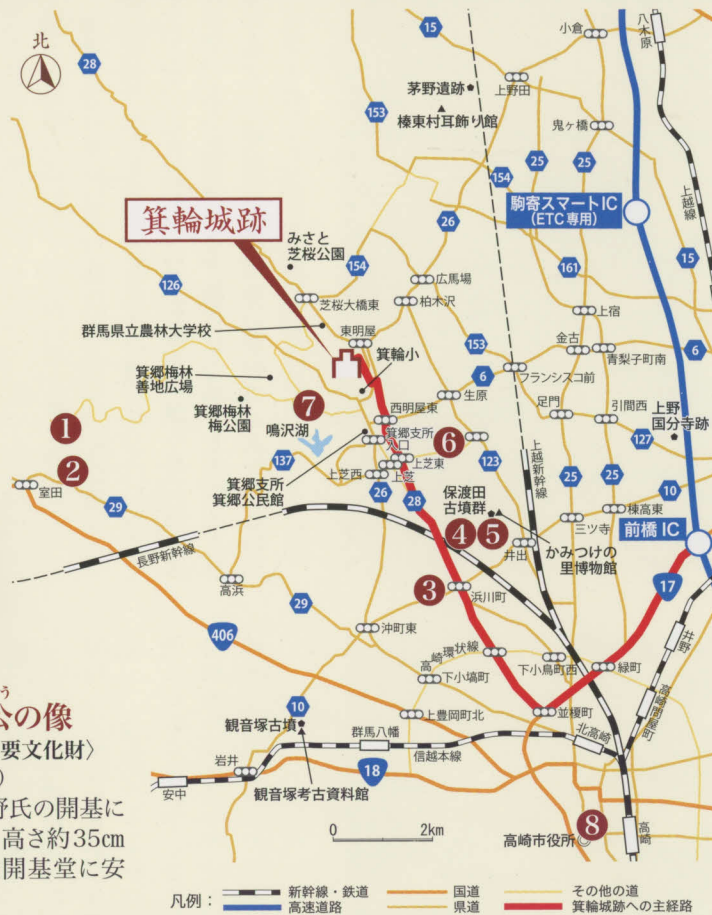 北
28
15
小倉
八木原
茅野遺跡
上野田
153
榛東村耳飾り館
鬼ヶ橋
25
25
154
上越線
駒寄スマートIC
(ETC専用)
箕輪城跡
26
みさと
芝桜公園
154
広馬場
161
15
126
芝桜大橋東
柏木沢
上宿
群馬県立農林大学校
東明屋
153
金古
6
箕輪小
6
フランシスコ前
青梨子町南
箕郷梅林
善地広場
生原
足門
引間西
上野
国分寺跡
箕郷梅林
梅公園
7
西明屋東
127
1
鳴沢湖
箕郷支所
入口
6
上越新幹線
2
137
上芝東
123
室田
上芝西
上芝
25
25
10
29
箕郷支所
箕郷公民館
26
28
保渡田
古墳群
棟高東
三ツ寺
前橋IC
4
5
井出
かみつけの
里博物館
長野新幹線
高浜
3
浜川町
17
29
沖町東
406
高崎環状線
井野
下小塙町
下小鳥町西
緑町
高崎問屋町
う
公の像
10
上豊岡町北
並榎町
要文化財〉
観音塚古墳
群馬八幡
北高崎
)
岩井
信越本線
18
野氏の開基に
安中
観音塚考古資料館
高さ約35cm
0
2km
8
高崎市役所
高崎
開基堂に安
凡例:
新幹線・鉄道
国道
その他の道
高速道路
県道
箕輪城跡への主経路